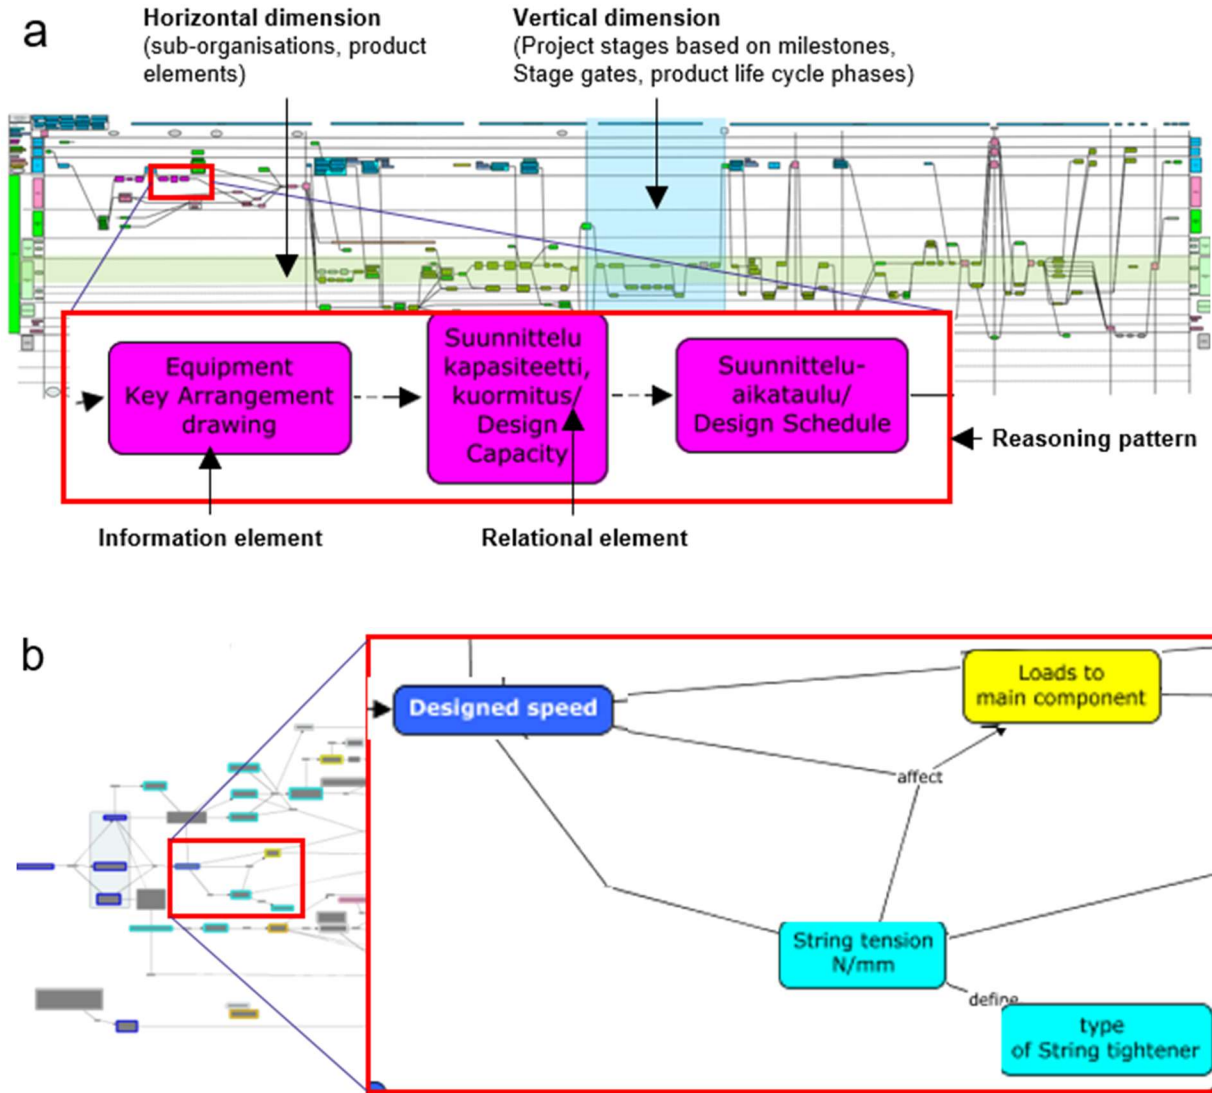 a
Horizontal dimension
(sub-organisations, product
elements)
Vertical dimension
(Project stages based on milestones,
Stage gates, product life cycle phases)
Equipment
Key Arrangement
drawing
Suunnittelu
kapasiteetti,
kuormitus/
Design
Capacity
Suunnittelu-
aikataulu/
Design Schedule
Reasoning pattern
Information element
Relational element
b
Designed speed
Loads to
main component
affect
String tension
N/mm
define
type
of String tightener